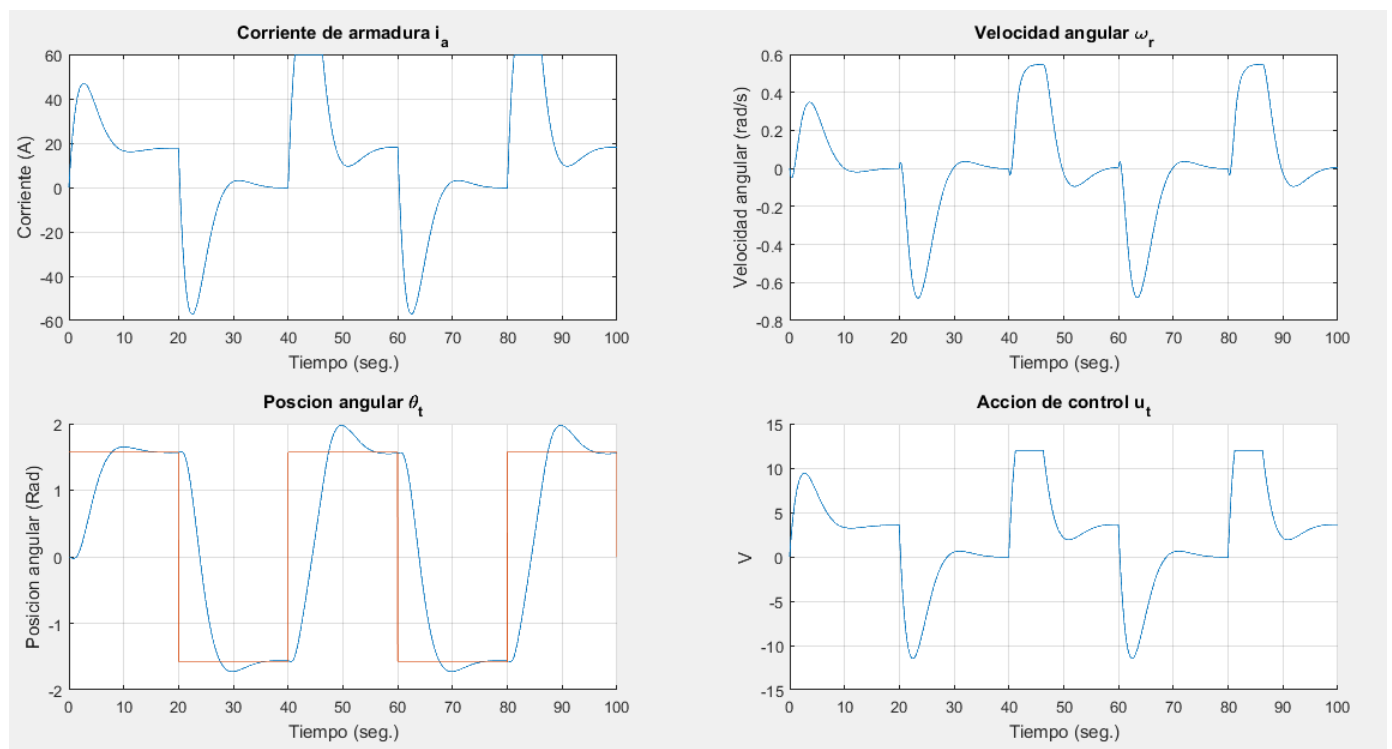 Corriente de armadura i_a
Corriente (A)
60
40
20
0
-20
-40
-60
0 10 20 30 40 50 60 70 80 90 100
Tiempo (seg.)
Velocidad angular ω_r
Velocidad angular (rad/s)
0.6
0.4
0.2
0
-0.2
-0.4
-0.6
-0.8
0 10 20 30 40 50 60 70 80 90 100
Tiempo (seg.)
Poscion angular θ_t
Posicion angular (Rad)
2
1
0
-1
-2
0 10 20 30 40 50 60 70 80 90 100
Tiempo (seg.)
Accion de control u_t
V
15
10
5
0
-5
-10
-15
0 10 20 30 40 50 60 70 80 90 100
Tiempo (seg.)